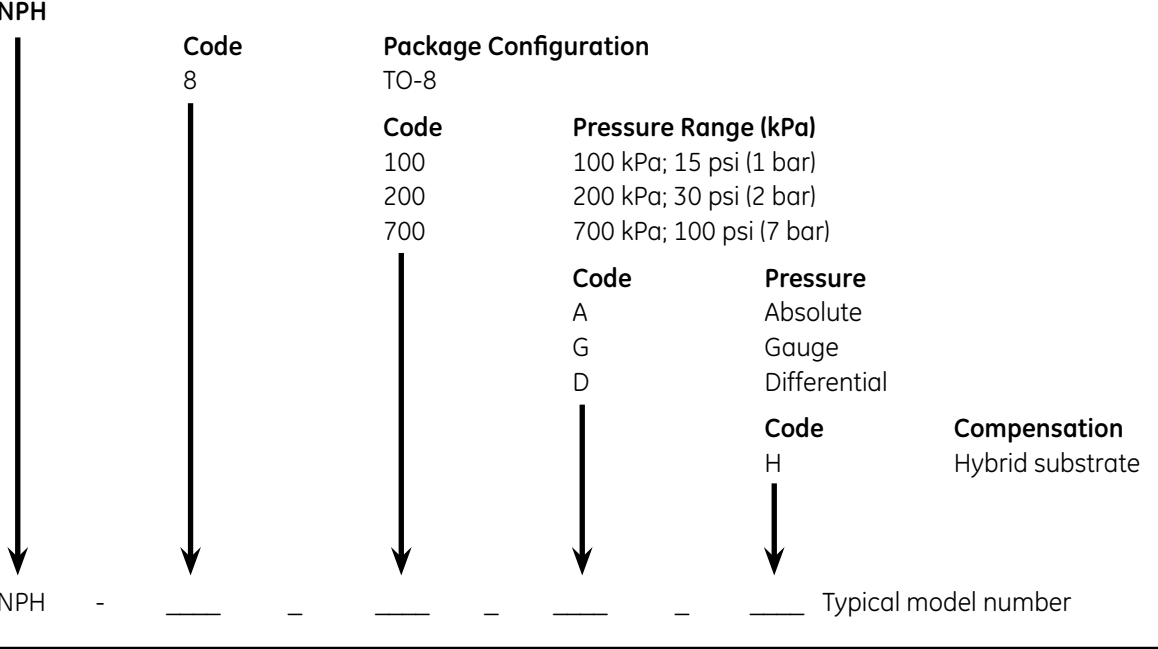 NPH
Code Package Configuration
8 TO-8
Code Pressure Range (kPa)
100 100 kPa; 15 psi (1 bar)
200 200 kPa; 30 psi (2 bar)
700 700 kPa; 100 psi (7 bar)
Code Pressure
A Absolute
G Gauge
D Differential
Code Compensation
H Hybrid substrate
NPH - ____ _ ____ _ ____ _ ____ Typical model number